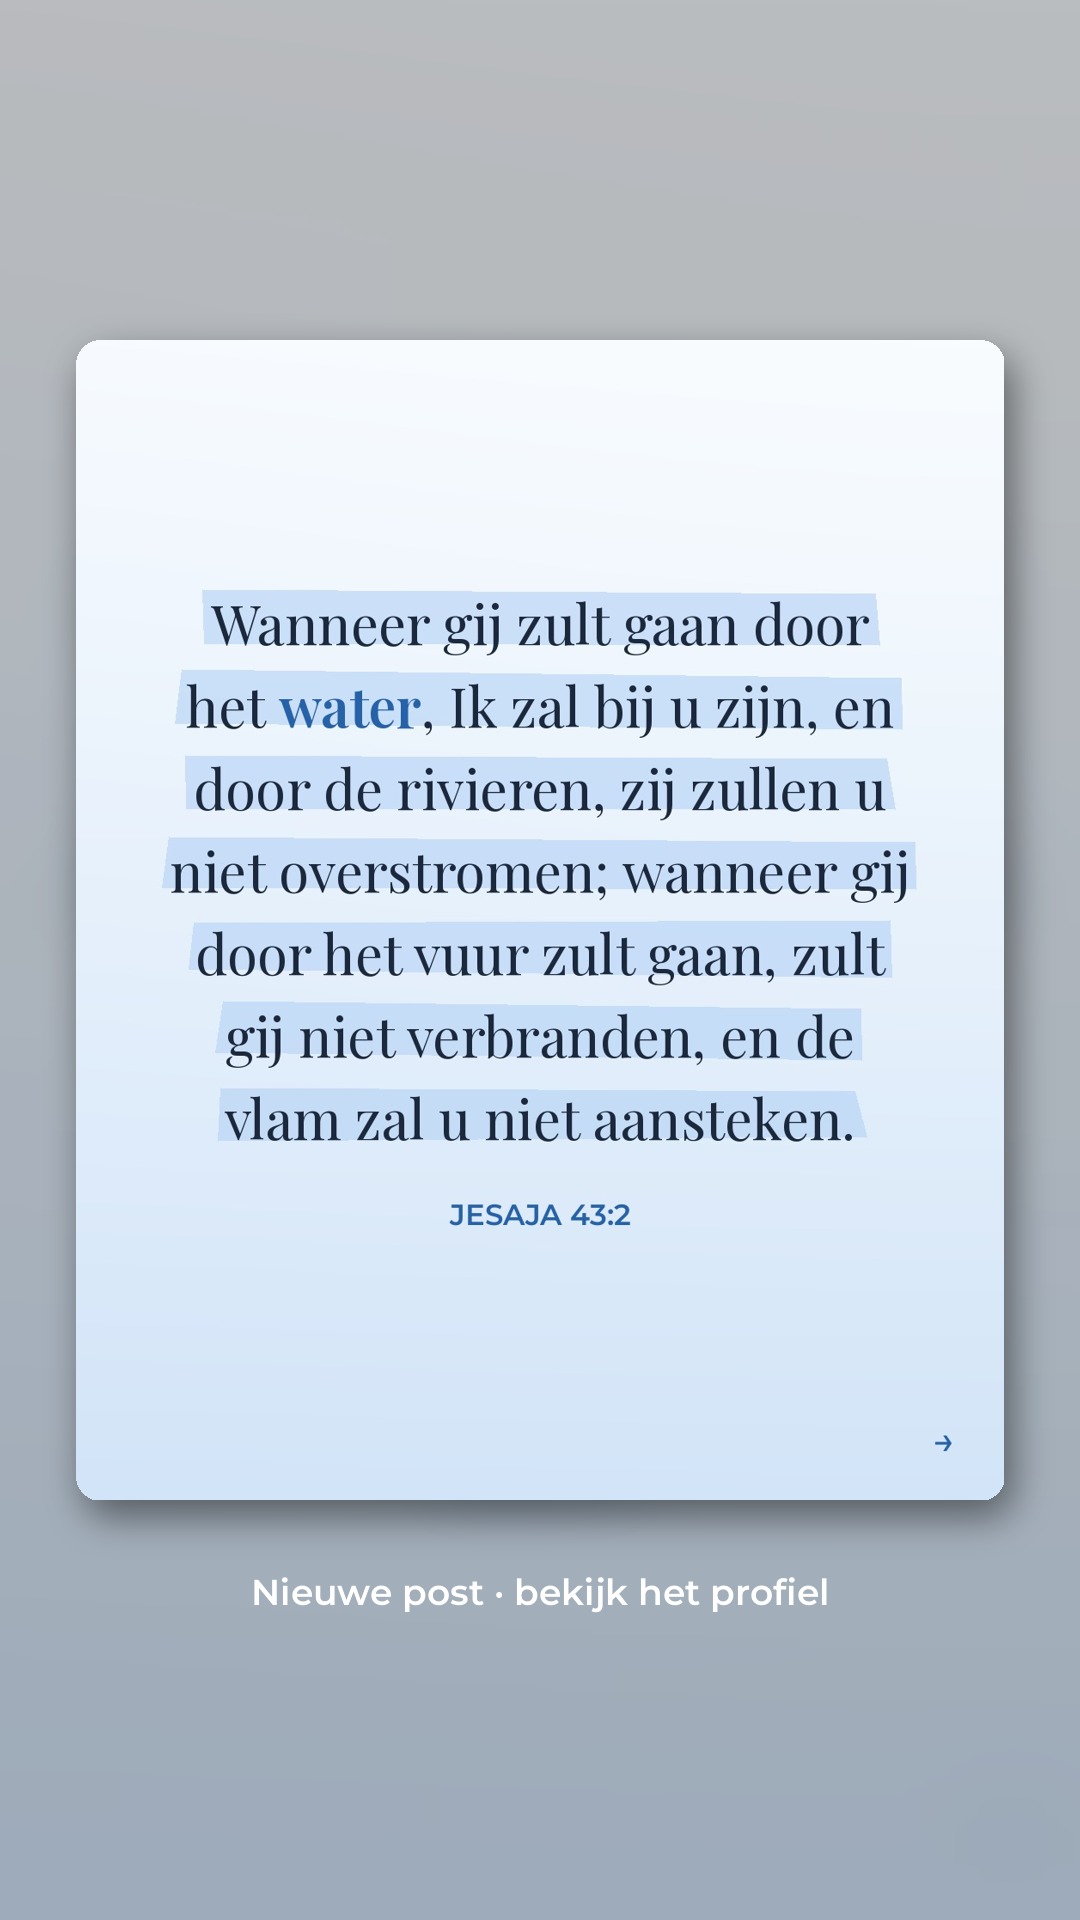 Wanneer gij zult gaan door
het water, Ik zal bij u zijn, en
door de rivieren, zij zullen u
niet overstromen; wanneer gij
door het vuur zult gaan, zult
gij niet verbranden, en de
vlam zal u niet aansteken.
JESAJA 43:2
→
Nieuwe post · bekijk het profiel